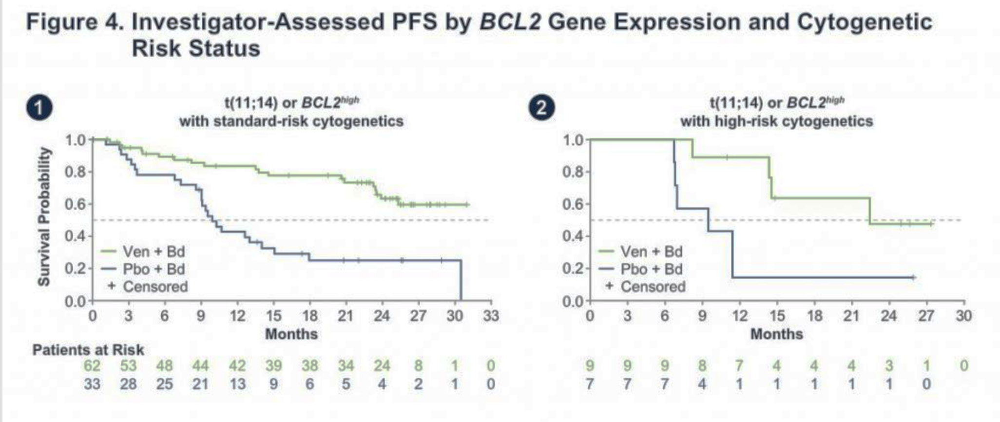 Figure 4. Investigator-Assessed PFS by BCL2 Gene Expression and Cytogenetic
Risk Status
1
t(11;14) or BCL2high
with standard-risk cytogenetics
Survival Probability
1.0
0.8
0.6
0.4
0.2
0.0
Ven + Bd
Pbo + Bd
+ Censored
0 3 6 9 12 15 18 21 24 27 30 33
Months
Patients at Risk
62 53 48 44 42 39 38 34 24 8 1 0
33 28 25 21 13 9 6 5 4 2 1 0
2
t(11;14) or BCL2high
with high-risk cytogenetics
1.0
0.8
0.6
0.4
0.2
0.0
Ven + Bd
Pbo + Bd
+ Censored
0 3 6 9 12 15 18 21 24 27 30
Months
9 9 9 8 7 4 4 4 3 1 0
7 7 7 4 1 1 1 1 1 0